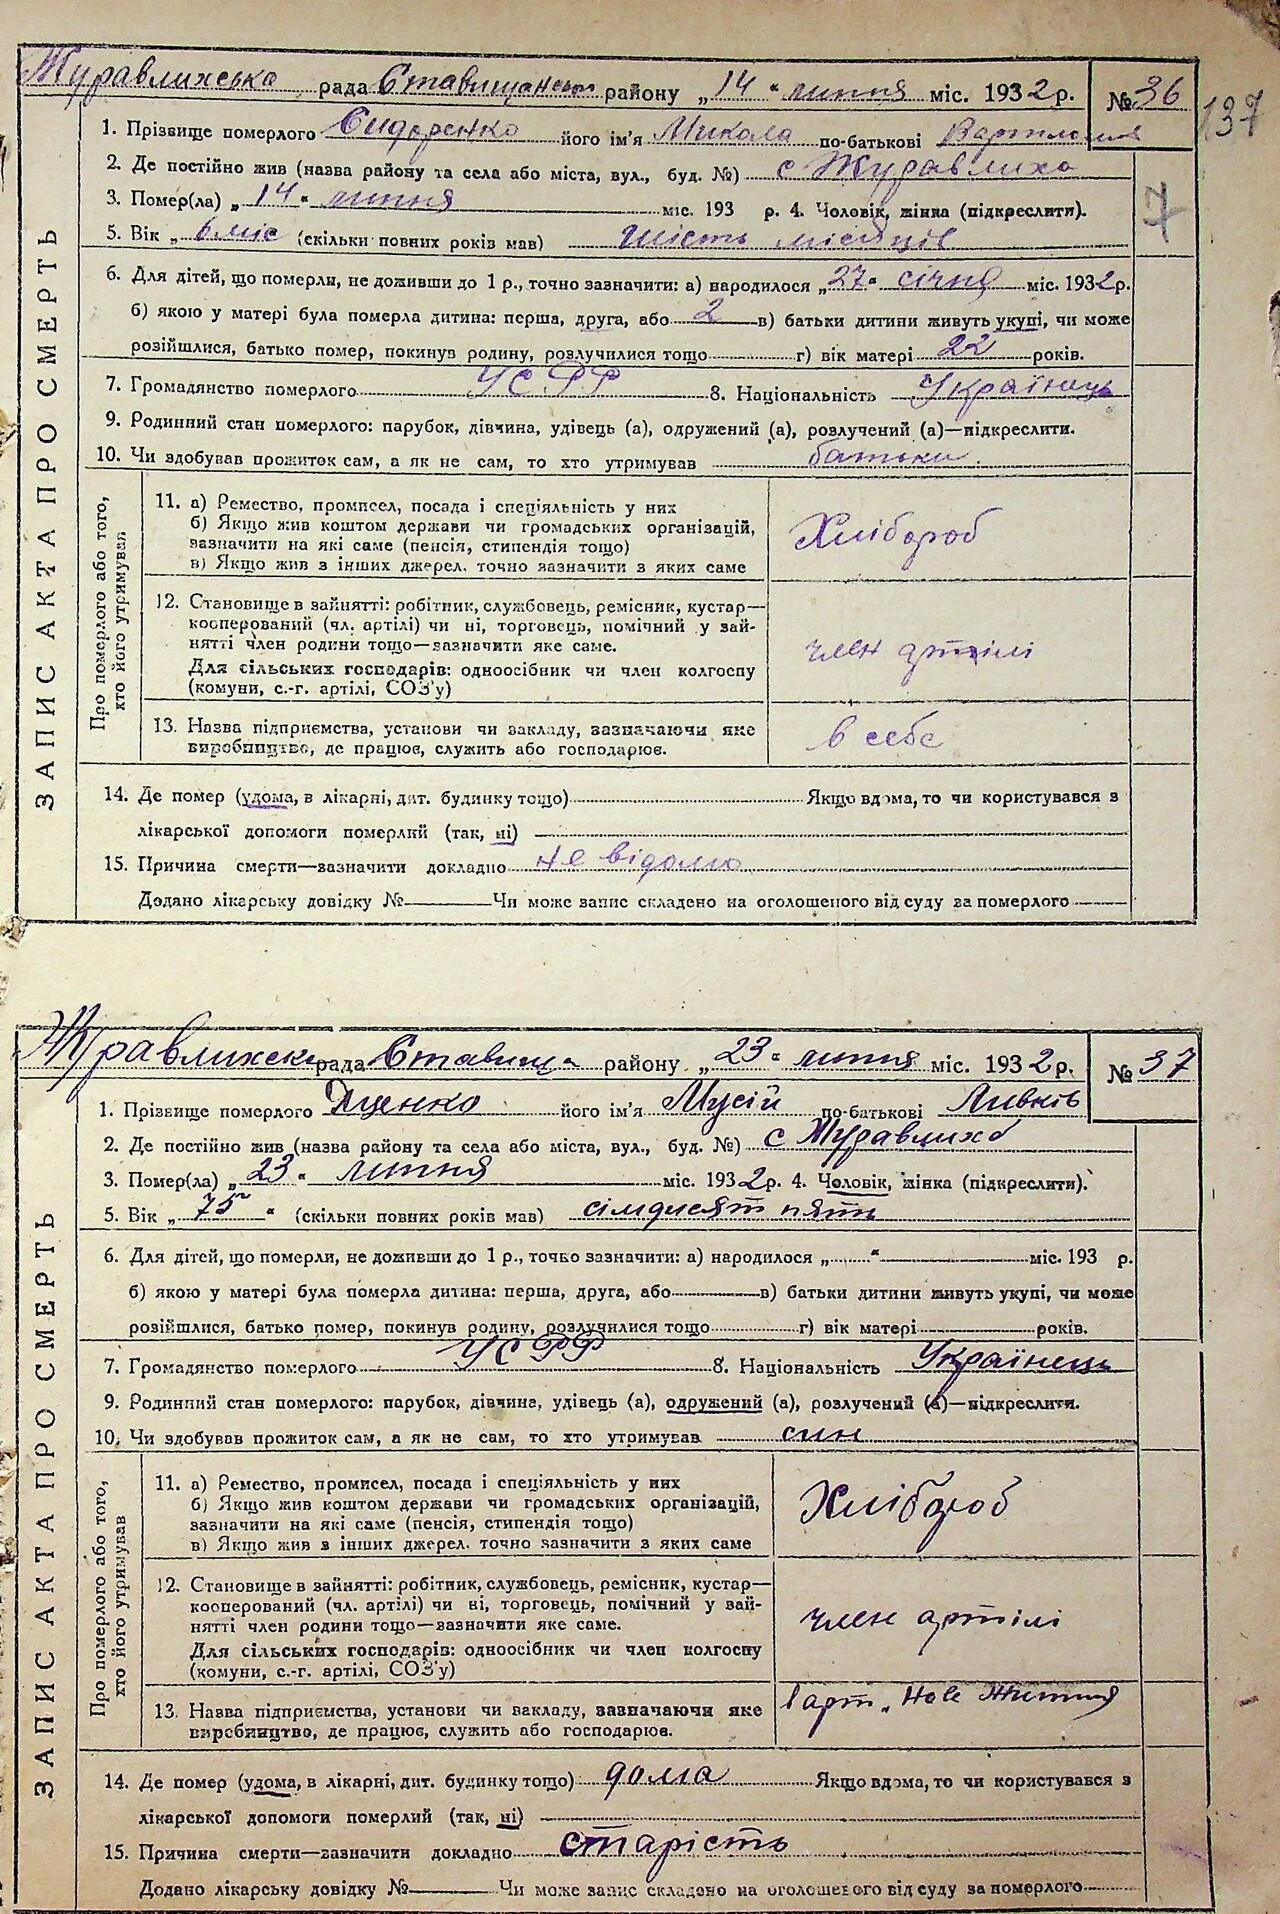 Журавлихська рада Ставищанськ району „14“ липня міс. 1932 р. № 36
137
1. Прізвище померлого Сидоренко його ім'я Микола по-батькові
2. Де постійно жив (назва району та села або міста, вул., буд. №) с Журавлиха
7
3. Помер(ла) „14“ липня міс. 193 р. 4. Чоловік, жінка (підкреслити).
5. Вік „6 міс (скільки повних років мав) шість місяців
6. Для дітей, що померли, не доживши до 1 р., точно зазначити: а) народилося „27“ січня міс. 1932 р.
б) якою у матері була померла дитина: перша, друга, або 2 в) батьки дитини живуть укупі, чи може
розійшлися, батько помер, покинув родину, розлучилися тощо г) вік матері 22 років.
7. Громадянство померлого УСРР 8. Національність Українець
9. Родинний стан померлого: парубок, дівчина, удівець (а), одружений (а), розлучений (а)—підкреслити.
10. Чи здобував прожиток сам, а як не сам, то хто утримував батьки
ЗАПИС АКТА ПРО СМЕРТЬ
Про померлого або того,
хто його утримував
11. а) Ремество, промисел, посада і спеціяльність у них
б) Якщо жив коштом держави чи громадських організацій,
зазначити на які саме (пенсія, стипендія тощо)
в) Якщо жив з інших джерел, точно зазначити з яких саме
Хлібороб
12. Становище в зайнятті: робітник, службовець, ремісник, кустар—
кооперований (чл. артілі) чи ні, торговець, помічний у зай-
нятті член родини тощо—зазначити яке саме.
Для сільських господарів: одноосібник чи член колгоспу
(комуни, с.-г. артілі, СОЗ'у)
член артілі
13. Назва підприємства, установи чи закладу, зазначаючи яке
виробництво, де працює, служить або господарює.
в себе
14. Де помер (удома, в лікарні, дит. будинку тощо) Якщо вдома, то чи користувався з
лікарської допомоги померлий (так, ні)
15. Причина смерти—зазначити докладно не відомо
Додано лікарську довідку № Чи може запис складено на оголошеного від суду за померлого
Журавлихськ рада Ставищ району „23“ липня міс. 1932 р. № 37
1. Прізвище померлого Яценко його ім'я Мусій по-батькові
2. Де постійно жив (назва району та села або міста, вул., буд. №) с Журавлиха
3. Помер(ла) „23“ липня міс. 1932 р. 4. Чоловік, жінка (підкреслити).
5. Вік „75“ (скільки повних років мав) сімдисят пять
6. Для дітей, що померли, не доживши до 1 р., точно зазначити: а) народилося „ “ міс. 193 р.
б) якою у матері була померла дитина: перша, друга, або в) батьки дитини живуть укупі, чи може
розійшлися, батько помер, покинув родину, розлучилися тощо г) вік матері років.
7. Громадянство померлого УСРР 8. Національність Українець
9. Родинний стан померлого: парубок, дівчина, удівець (а), одружений (а), розлучений (а)—підкреслити.
10. Чи здобував прожиток сам, а як не сам, то хто утримував син
ЗАПИС АКТА ПРО СМЕРТЬ
Про померлого або того,
хто його утримував
11. а) Ремество, промисел, посада і спеціяльність у них
б) Якщо жив коштом держави чи громадських організацій,
зазначити на які саме (пенсія, стипендія тощо)
в) Якщо жив з інших джерел, точно зазначити з яких саме
Хлібороб
12. Становище в зайнятті: робітник, службовець, ремісник, кустар—
кооперований (чл. артілі) чи ні, торговець, помічний у зай-
нятті член родини тощо—зазначити яке саме.
Для сільських господарів: одноосібник чи член колгоспу
(комуни, с.-г. артілі, СОЗ'у)
член артілі
13. Назва підприємства, установи чи закладу, зазначаючи яке
виробництво, де працює, служить або господарює.
в арт „Нове Життя
14. Де помер (удома, в лікарні, дит. будинку тощо) дома Якщо вдома, то чи користувався з
лікарської допомоги померлий (так, ні)
15. Причина смерти—зазначити докладно старість
Додано лікарську довідку № Чи може запис складено на оголошеного від суду за померлого